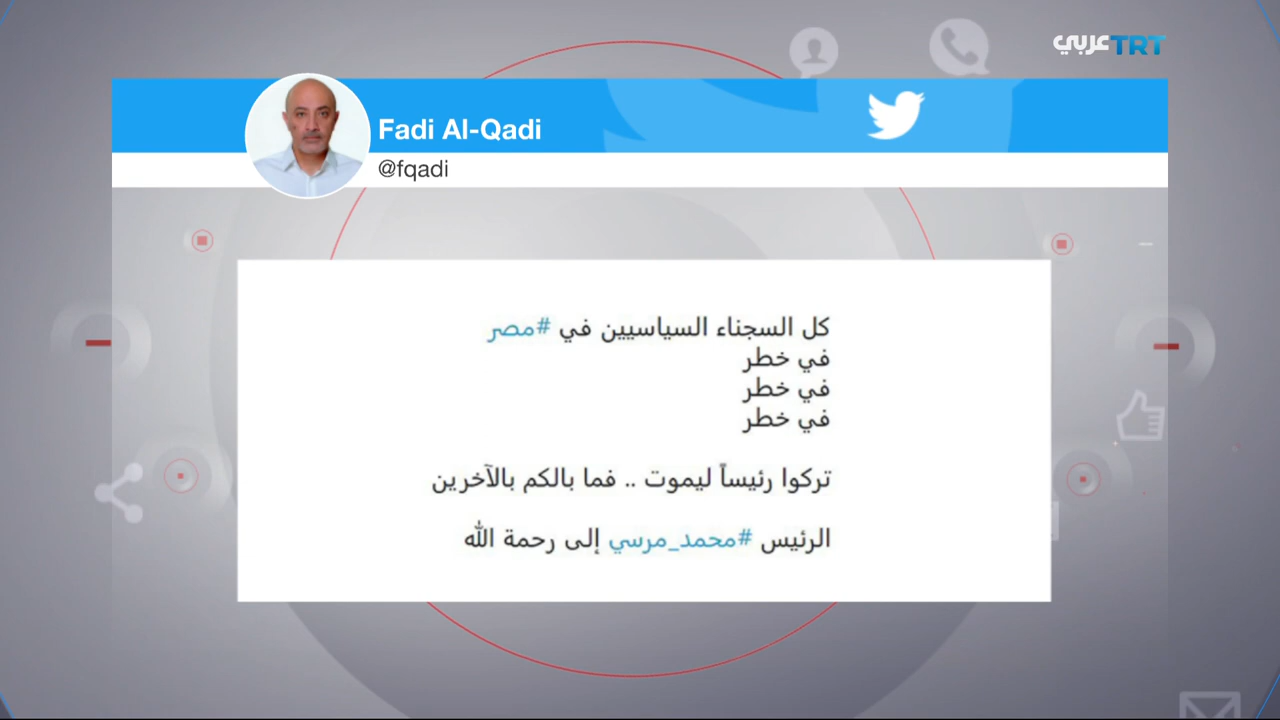 TRT عربي
Fadi Al-Qadi
@fqadi
كل السجناء السياسيين في #مصر
في خطر
في خطر
في خطر
تركوا رئيساً ليموت .. فما بالكم بالآخرين
الرئيس #محمد_مرسي إلى رحمة الله